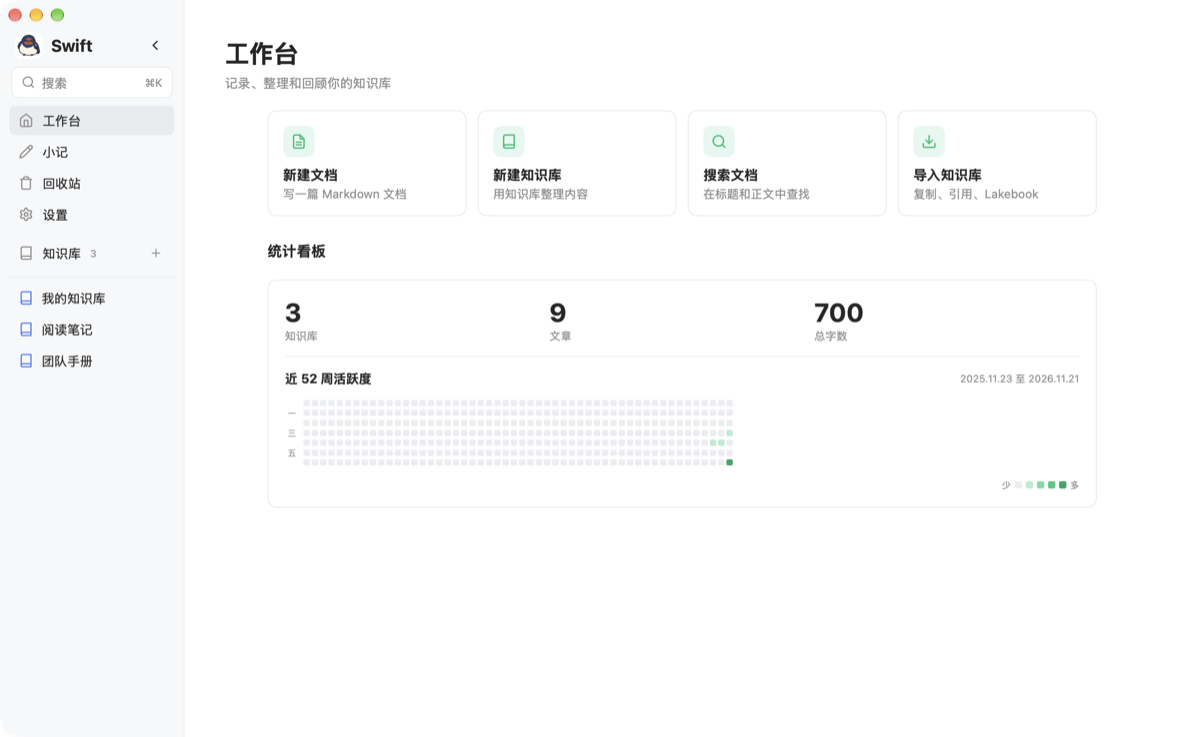 Swift
搜索 ⌘K
工作台
小记
回收站
设置
知识库 3
我的知识库
阅读笔记
团队手册
工作台
记录、整理和回顾你的知识库
新建文档
写一篇 Markdown 文档
新建知识库
用知识库整理内容
搜索文档
在标题和正文中查找
导入知识库
复制、引用、Lakebook
统计看板
3
知识库
9
文章
700
总字数
近 52 周活跃度
2025.11.23 至 2026.11.21
一
三
五
少 多